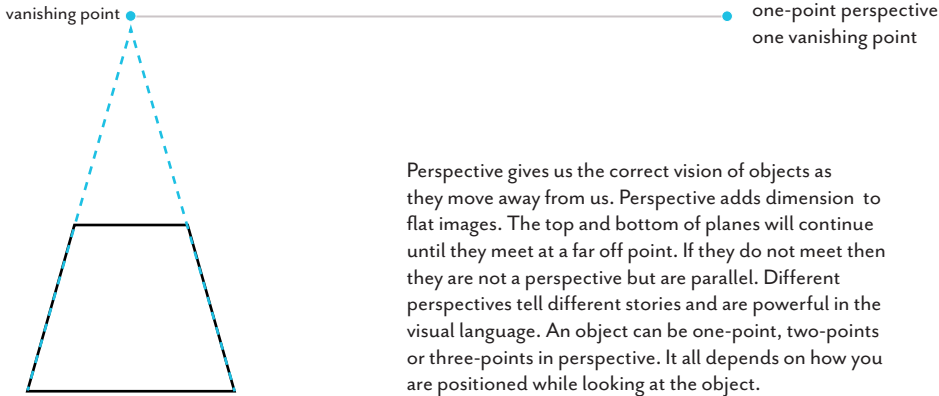 vanishing point
one-point perspective
one vanishing point
Perspective gives us the correct vision of objects as
they move away from us. Perspective adds dimension to
flat images. The top and bottom of planes will continue
until they meet at a far off point. If they do not meet then
they are not a perspective but are parallel. Different
perspectives tell different stories and are powerful in the
visual language. An object can be one-point, two-points
or three-points in perspective. It all depends on how you
are positioned while looking at the object.